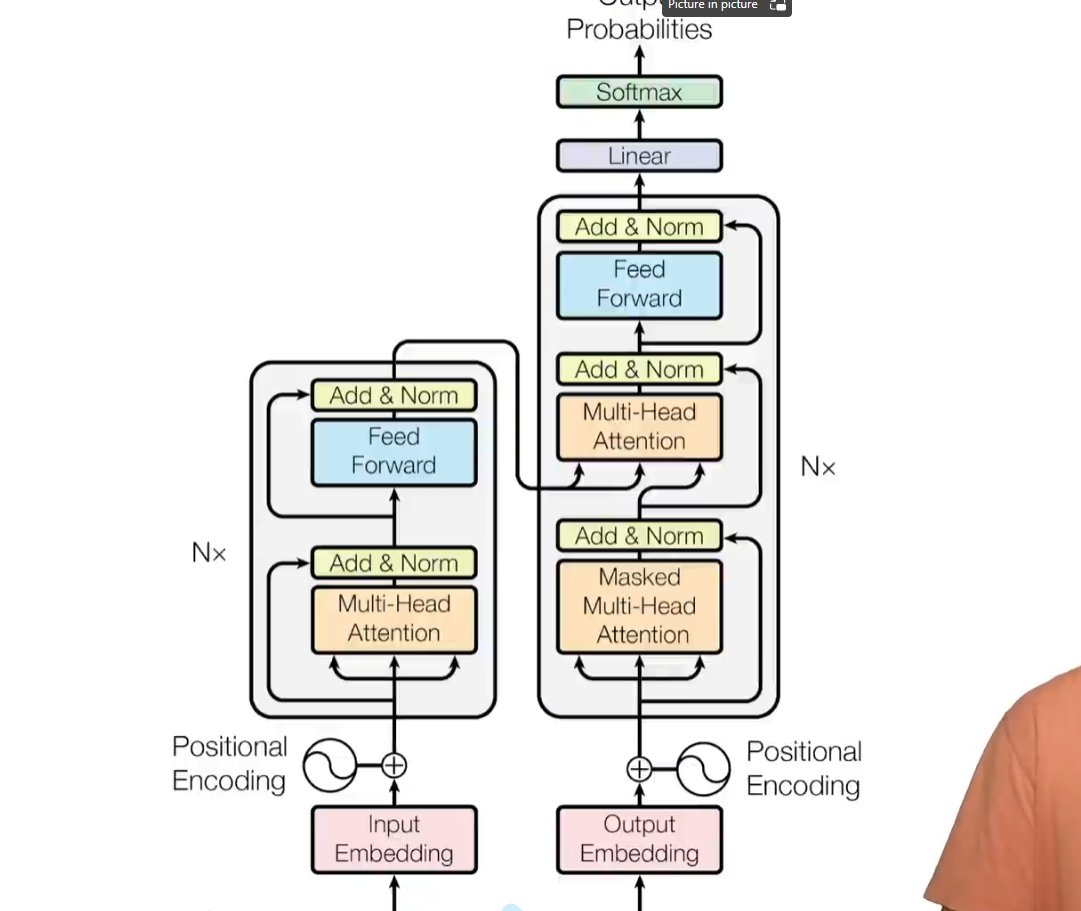 Picture in picture
Probabilities
Softmax
Linear
Add & Norm
Feed
Forward
Add & Norm
Multi-Head
Attention
Nx
Add & Norm
Masked
Multi-Head
Attention
Add & Norm
Feed
Forward
Nx
Add & Norm
Multi-Head
Attention
Positional
Encoding
Positional
Encoding
Input
Embedding
Output
Embedding